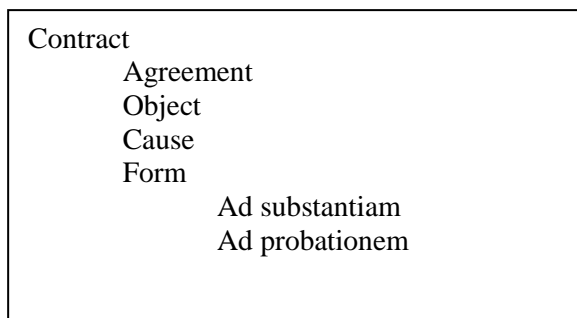 Contract
Agreement
Object
Cause
Form
Ad substantiam
Ad probationem